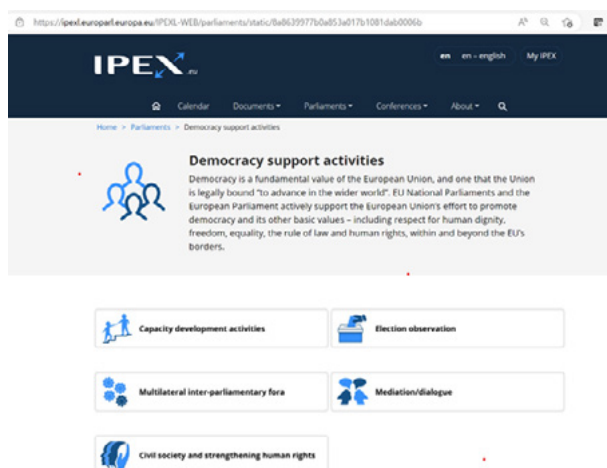 https://ipexl.europarl.europa.eu/IPEXL-WEB/parliaments/static/8a8639977b0a853a017b1081dab0006b
IPEX.eu
en en - english My IPEX
Calendar Documents Parliaments Conferences About
Home > Parliaments > Democracy support activities
Democracy support activities
Democracy is a fundamental value of the European Union, and one that the Union
is legally bound "to advance in the wider world". EU National Parliaments and the
European Parliament actively support the European Union's effort to promote
democracy and its other basic values – including respect for human dignity,
freedom, equality, the rule of law and human rights, within and beyond the EU's
borders.
Capacity development activities
Election observation
Multilateral inter-parliamentary fora
Mediation/dialogue
Civil society and strengthening human rights